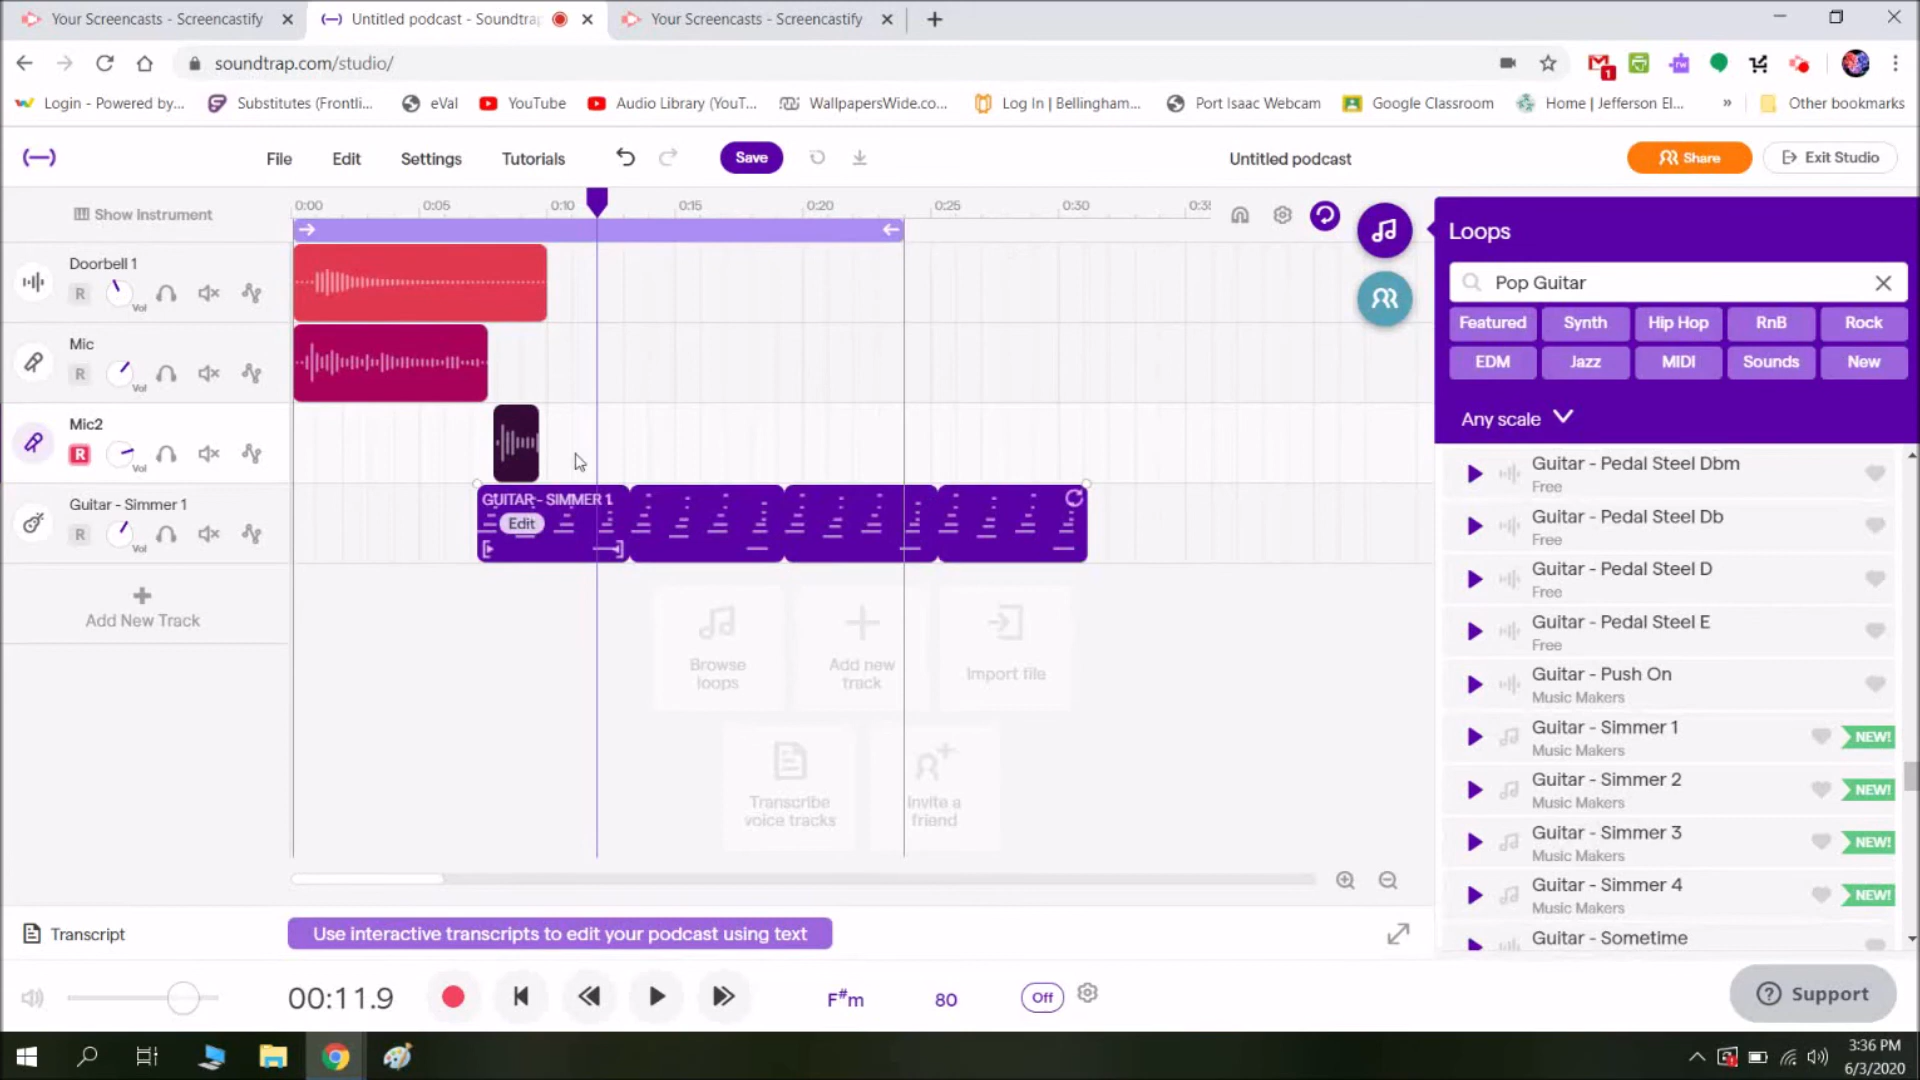 Your Screencasts - Screencastify
Untitled podcast - Soundtrap
Your Screencasts - Screencastify
soundtrap.com/studio/
1
Login - Powered by...
Substitutes (Frontli...
eVal
YouTube
Audio Library (YouT...
WallpapersWide.co...
Log In | Bellingham...
Port Isaac Webcam
Google Classroom
Home | Jefferson El...
»
Other bookmarks
File
Edit
Settings
Tutorials
Save
Untitled podcast
Share
Exit Studio
Show Instrument
0:00
0:05
0:10
0:15
0:20
0:25
0:30
0:35
Loops
Pop Guitar
Featured
Synth
Hip Hop
RnB
Rock
EDM
Jazz
MIDI
Sounds
New
Any scale
Doorbell 1
R
Vol
Mic
R
Vol
Mic2
R
Vol
Guitar - Simmer 1
R
Vol
GUITAR - SIMMER 1
Edit
Add New Track
Browse
loops
Add new
track
Import file
Transcribe
voice tracks
Invite a
friend
Guitar - Pedal Steel Dbm
Free
Guitar - Pedal Steel Db
Free
Guitar - Pedal Steel D
Free
Guitar - Pedal Steel E
Free
Guitar - Push On
Music Makers
Guitar - Simmer 1
Music Makers
NEW!
Guitar - Simmer 2
Music Makers
NEW!
Guitar - Simmer 3
Music Makers
NEW!
Guitar - Simmer 4
Music Makers
NEW!
Guitar - Sometime
Transcript
Use interactive transcripts to edit your podcast using text
00:11.9
F#m
80
Off
Support
3:36 PM
6/3/2020